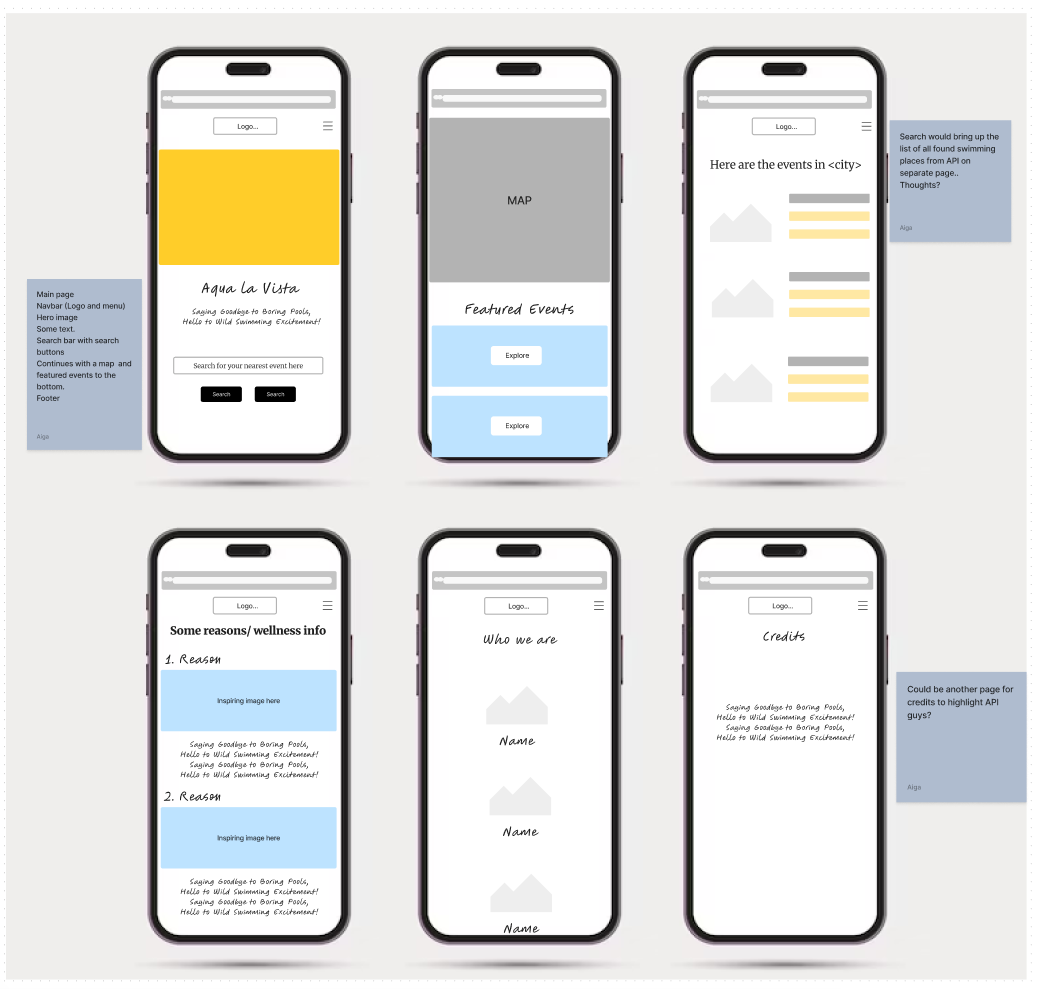 Logo...
Aqua la Vista
Saying Goodbye to Boring Pools,
Hello to Wild Swimming Excitement!
Search for your nearest event here
Search
Search
Main page
Navbar (Logo and menu)
Hero image
Some text.
Search bar with search
buttons
Continues with a map and
featured events to the
bottom.
Footer
Aiga
MAP
Featured Events
Explore
Explore
Logo...
Here are the events in <city>
Search would bring up the
list of all found swimming
places from API on
separate page..
Thoughts?
Aiga
Logo...
Some reasons/ wellness info
1. Reason
Inspiring image here
Saying Goodbye to Boring Pools,
Hello to Wild Swimming Excitement!
Saying Goodbye to Boring Pools,
Hello to Wild Swimming Excitement!
2. Reason
Inspiring image here
Saying Goodbye to Boring Pools,
Hello to Wild Swimming Excitement!
Saying Goodbye to Boring Pools,
Hello to Wild Swimming Excitement!
Logo...
Who we are
Name
Name
Name
Logo...
Credits
Saying Goodbye to Boring Pools,
Hello to Wild Swimming Excitement!
Saying Goodbye to Boring Pools,
Hello to Wild Swimming Excitement!
Could be another page for
credits to highlight API
guys?
Aiga